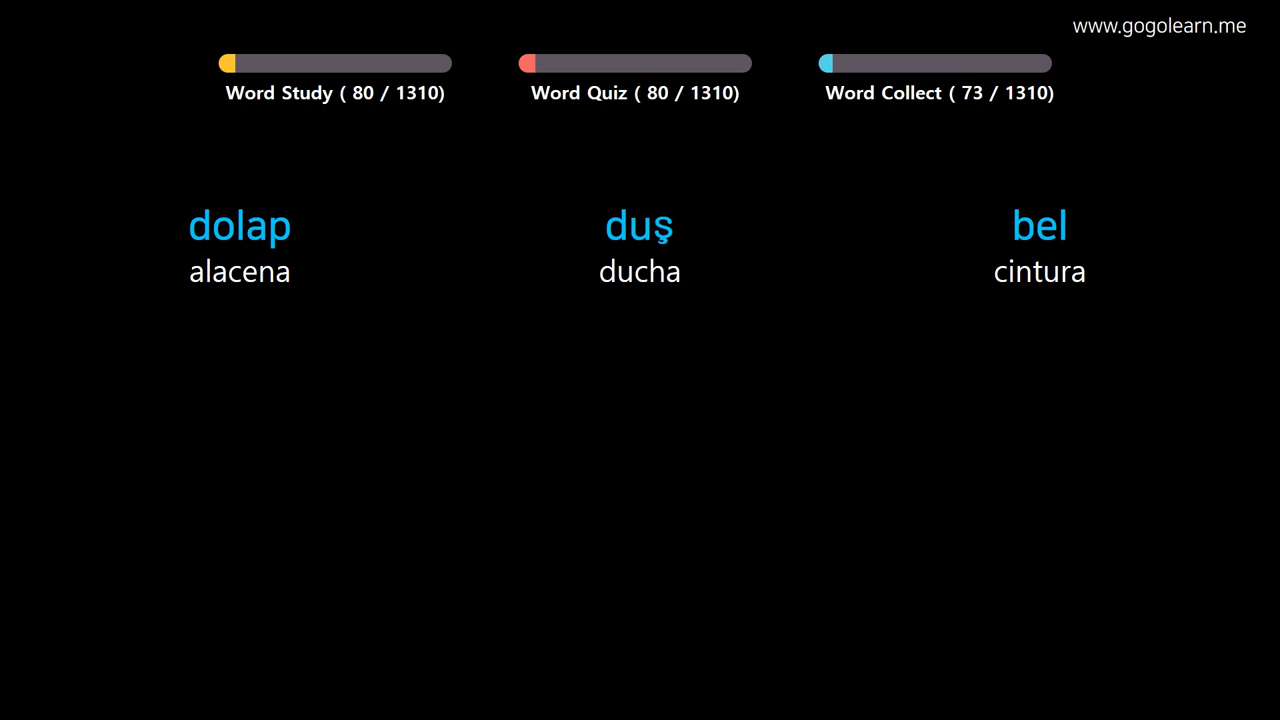 www.gogolearn.me
Word Study ( 80 / 1310)
Word Quiz ( 80 / 1310)
Word Collect ( 73 / 1310)
dolap
duş
bel
alacena
ducha
cintura